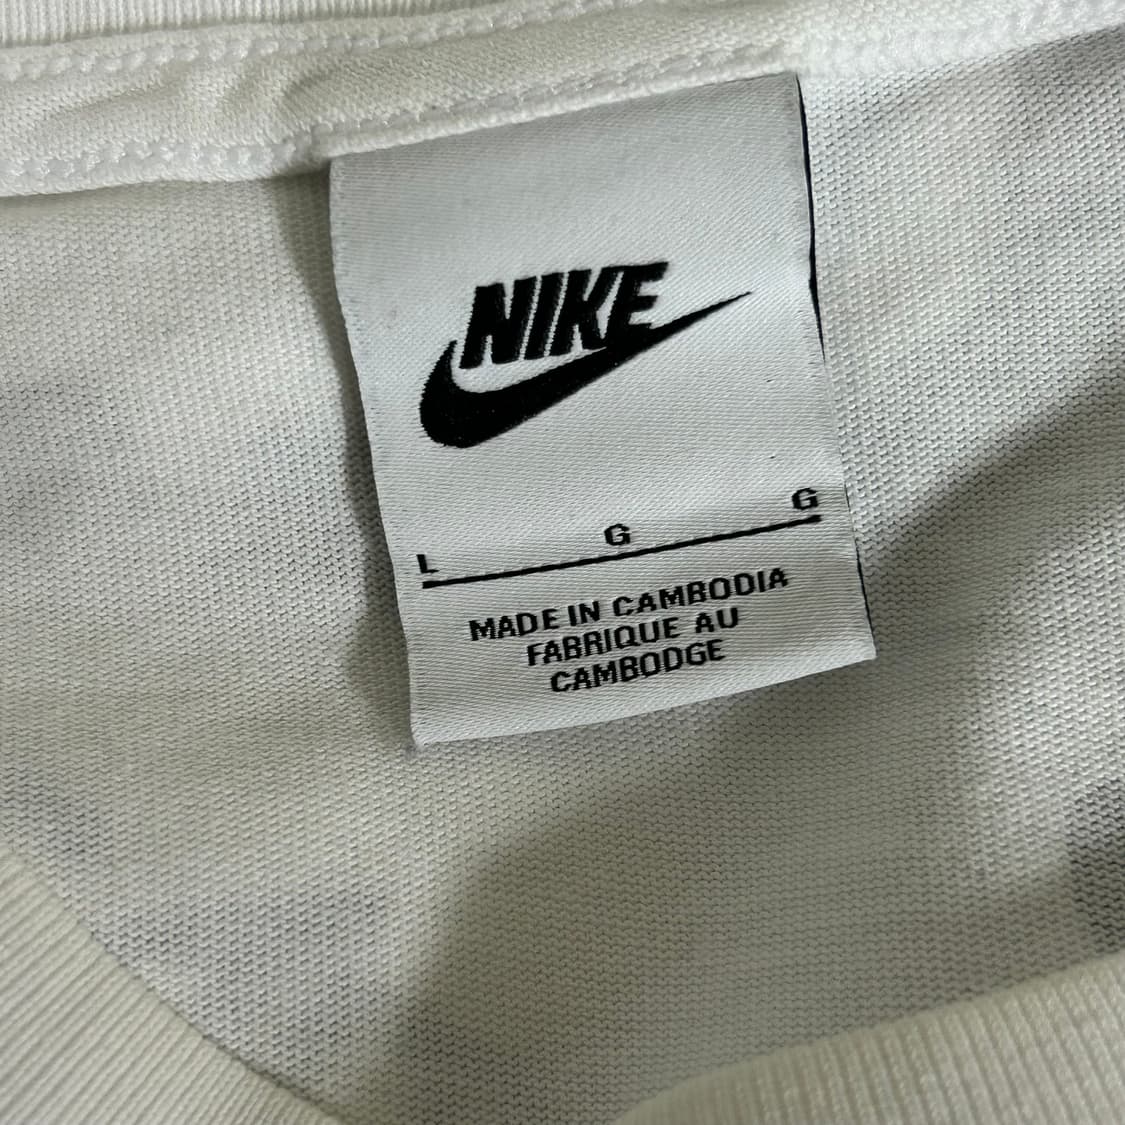 NIKE
L G G
MADE IN CAMBODIA
FABRIQUE AU
CAMBODGE